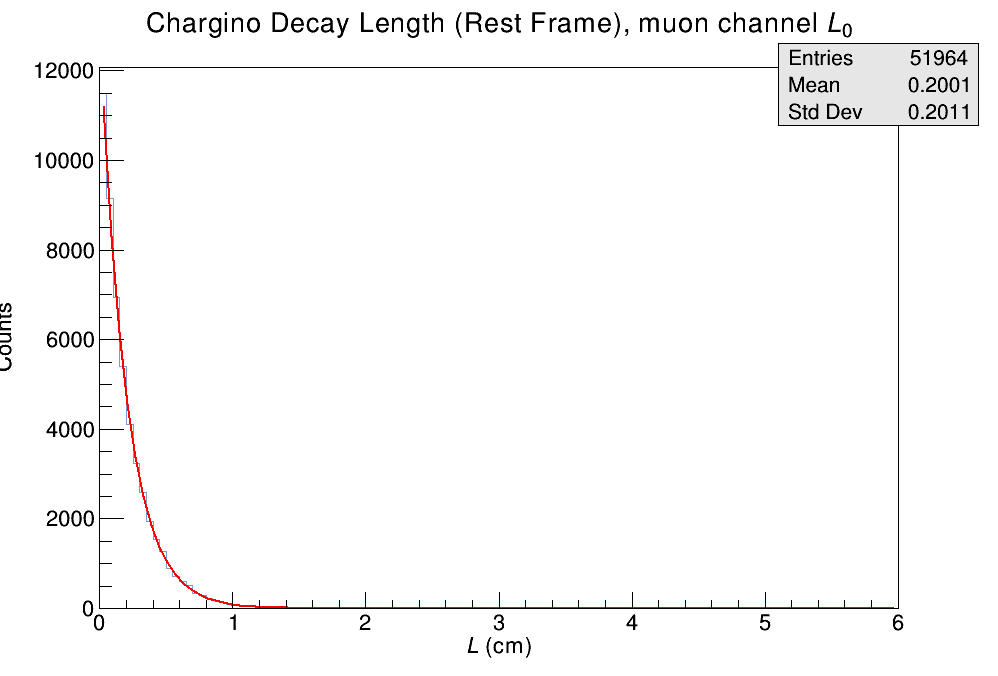 Chargino Decay Length (Rest Frame), muon channel L₀
Entries 51964
Mean 0.2001
Std Dev 0.2011
12000
10000
8000
6000
4000
2000
0
Counts
0 1 2 3 4 5 6
L (cm)